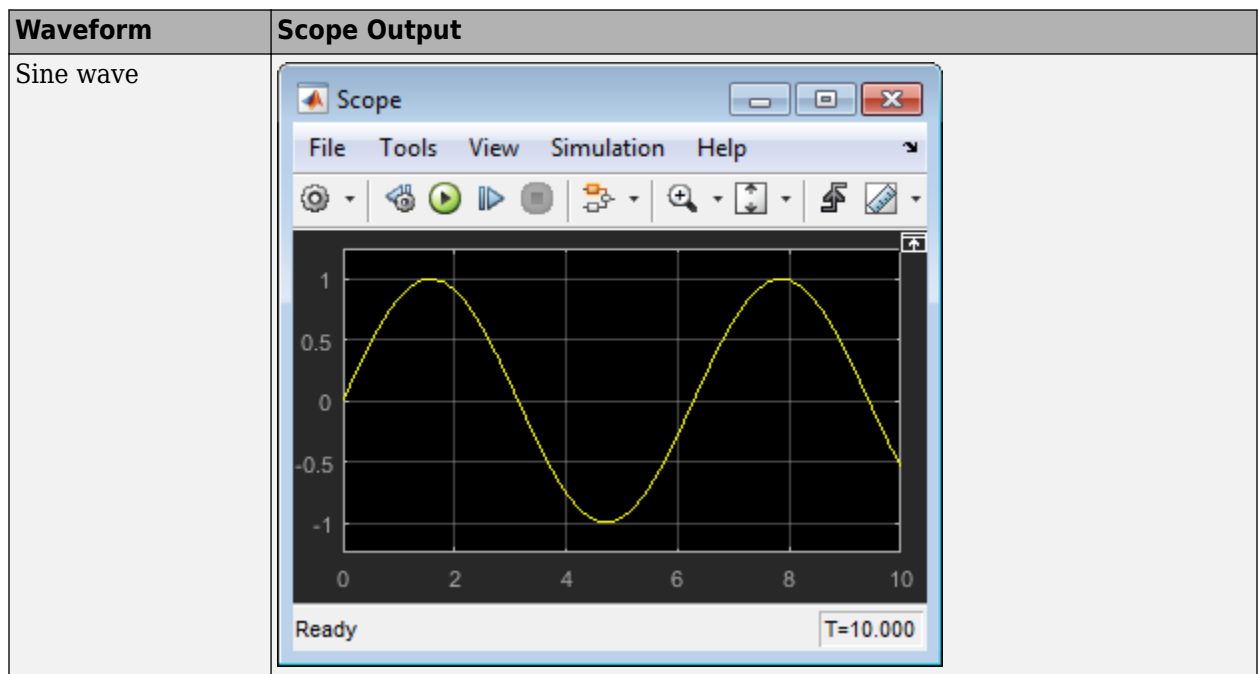 Waveform Scope Output
Sine wave
Scope
File Tools View Simulation Help
1
0.5
0
-0.5
-1
0 2 4 6 8 10
Ready T=10.000